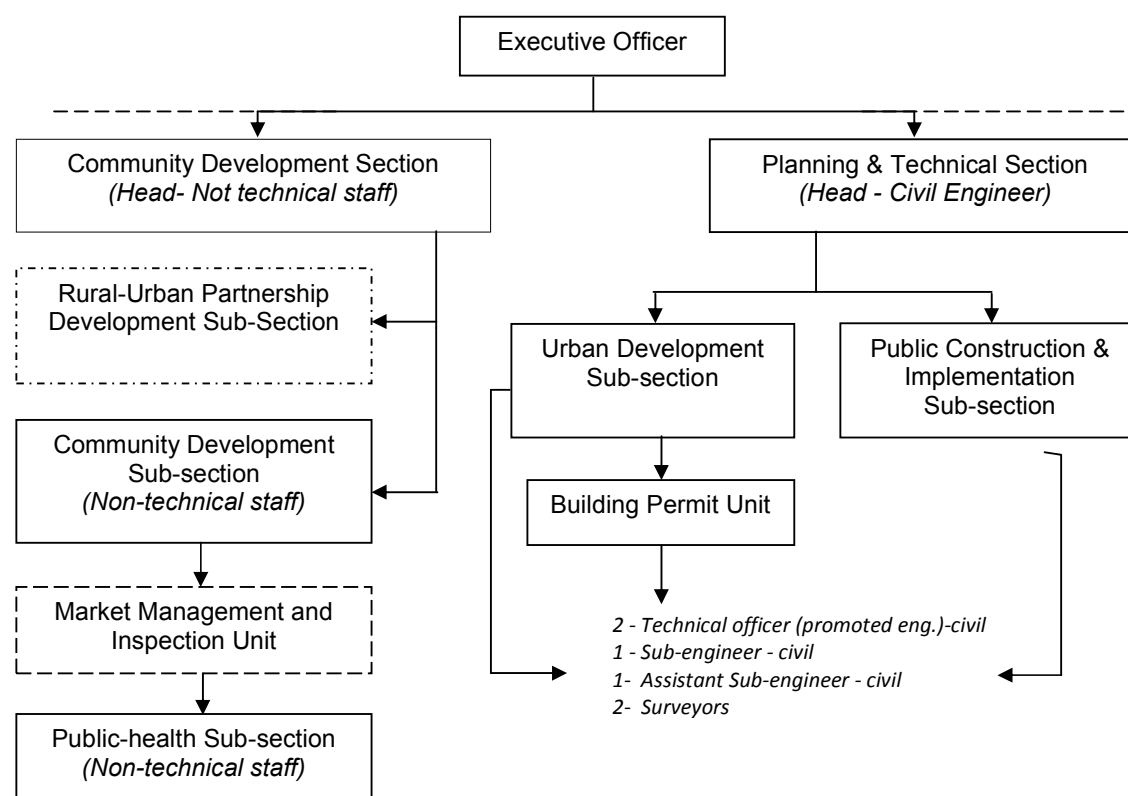 Executive Officer
Community Development Section
(Head- Not technical staff)
Planning & Technical Section
(Head - Civil Engineer)
Rural-Urban Partnership
Development Sub-Section
Urban Development
Sub-section
Public Construction &
Implementation
Sub-section
Community Development
Sub-section
(Non-technical staff)
Building Permit Unit
Market Management and
Inspection Unit
2 - Technical officer (promoted eng.)-civil
1 - Sub-engineer - civil
1- Assistant Sub-engineer - civil
2- Surveyors
Public-health Sub-section
(Non-technical staff)